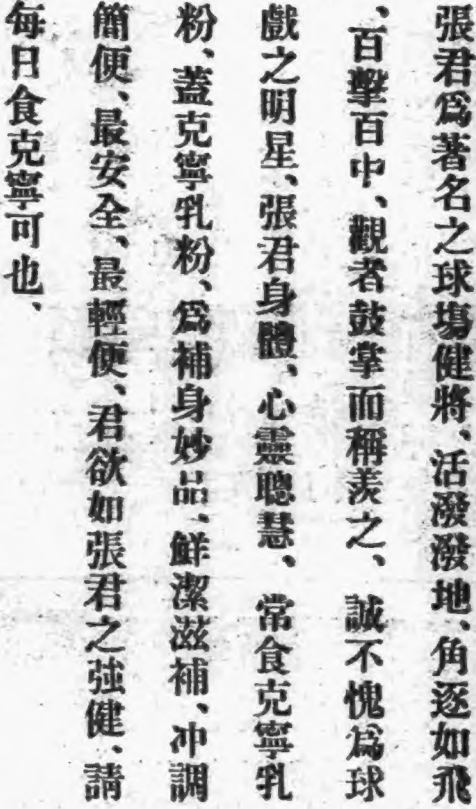 張君爲著名之球塲健將、活潑潑地、角逐如飛
、百擊百中、觀者鼓掌而稱羨之、誠不愧爲球
戲之明星、張君身體、心靈聰慧、常食克寧乳
粉、蓋克寧乳粉、爲補身妙品、鮮潔滋補、冲調
簡便、最安全、最輕便、君欲如張君之強健、請
每日食克寧可也、